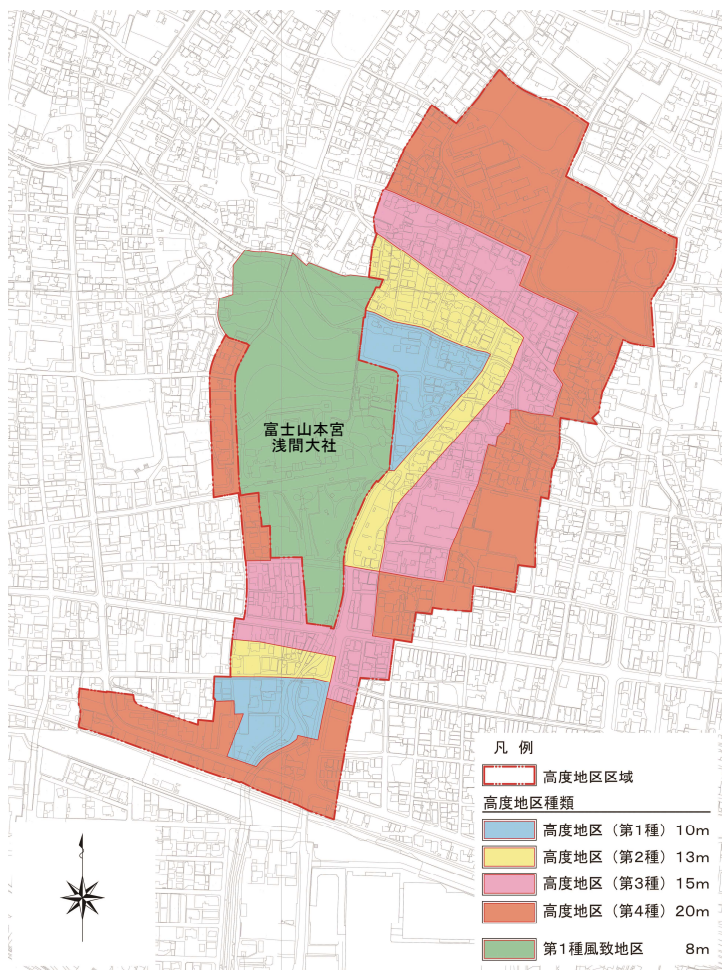 富士山本宮
浅間大社
凡 例
高度地区区域
高度地区種類
高度地区（第1種）10m
高度地区（第2種）13m
高度地区（第3種）15m
高度地区（第4種）20m
第1種風致地区 8m